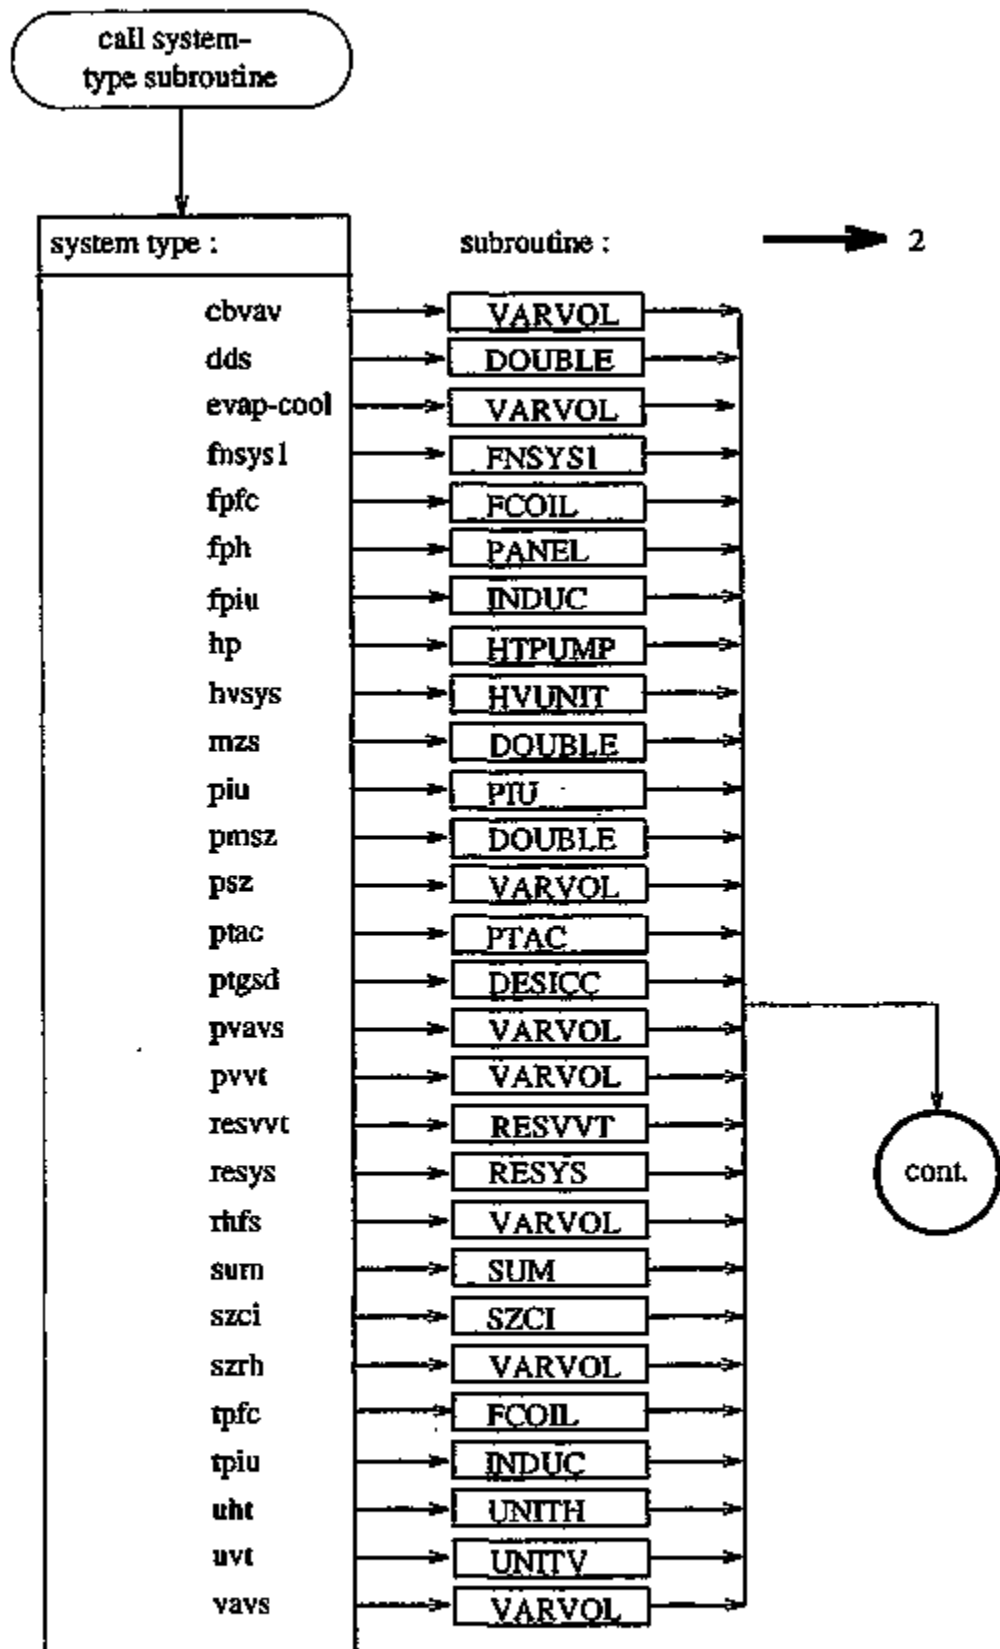 call system-
type subroutine
system type : subroutine : 2
cbvav VARVOL
dds DOUBLE
evap-cool VARVOL
fnsys1 FNSYS1
fpfc FCOIL
fph PANEL
fpiu INDUC
hp HTPUMP
hvsys HVUNIT
mzs DOUBLE
piu PIU
pmsz DOUBLE
psz VARVOL
ptac PTAC
ptgsd DESICC
pvavs VARVOL
pvvt VARVOL
resvvt RESVVT
resys RESYS
cont.
rhfs VARVOL
sum SUM
szci SZCI
szrh VARVOL
tpfc FCOIL
tpiu INDUC
uht UNITH
uvt UNITV
vavs VARVOL